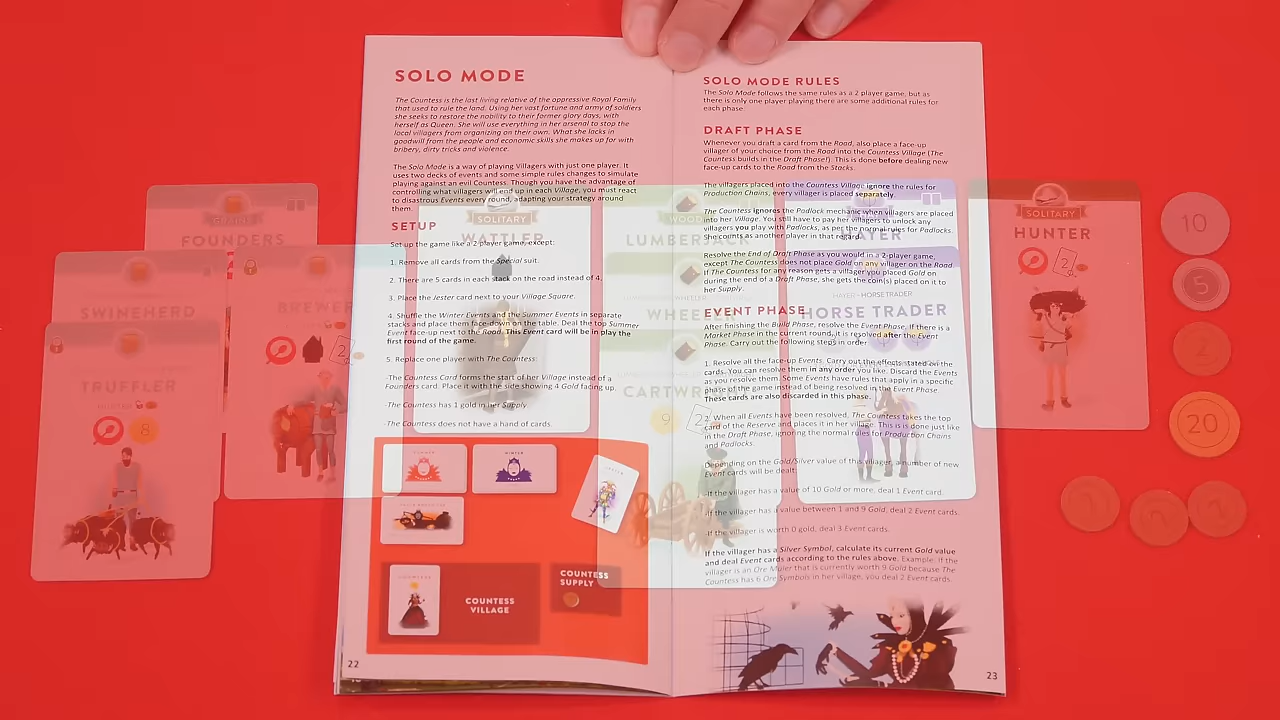 SOLO MODE
The Countess is the last living relative of the oppressive Royal Family
that used to rule the land. Using her vast fortune and army of soldiers
she seeks to restore the nobility to their former glory days, with
herself as Queen. She will use everything in her arsenal to stop the
local villagers from organizing on their own. What she lacks in
goodwill from the people and economic skills she makes up for with
bribery, dirty tricks and violence.
The Solo Mode is a way of playing Villagers with just one player. It
uses two decks of events and some simple rules changes to simulate
playing against an evil Countess. Though you have the advantage of
controlling what villagers will end up in each Village, you must react
to disastrous Events every round, adapting your strategy around
them.
SETUP
Set up the game like a 2 player game, except:
1. Remove all cards from the Special suit.
2. There are 5 cards in each stack on the road instead of 4,
3. Place the Jester card next to your Village Square.
4. Shuffle the Winter Events and the Summer Events in separate
stacks and place them face down on the table. Deal the top Summer
Event face-up next to the Road. This Event card will be in play the
first round of the game.
5. Replace one player with The Countess:
-The Countess Card forms the start of her Village instead of a
Founders card. Place it with the side showing 4 Gold facing up.
-The Countess has 1 gold in her Supply.
-The Countess does not have a hand of cards.
SUMMER
WINTER
JESTER
COUNTESS
COUNTESS
VILLAGE
COUNTESS
SUPPLY
22
SOLO MODE RULES
The Solo Mode follows the same rules as a 2 player game, but as
there is only one player playing there are some additional rules for
each phase
DRAFT PHASE
Whenever you draft a card from the Road, also place a face-up
villager of your choice from the Road into the Countess Village (The
Countess builds in the Draft Phase!). This is done before dealing new
face-up cards to the Road from the Stacks.
The villagers placed into the Countess Village ignore the rules for
Production Chains, every villager is placed separately.
The Countess ignores the Padlock mechanic when villagers are placed
into her Village. You still have to pay her villagers to unlock any
villagers you play with Padlocks, as per the normal rules for Padlocks.
She counts as another player in that regard.
Resolve the End of Draft Phase as you would in a 2-player game,
except The Countess does not place Gold on any villager on the Road.
If The Countess for any reason gets a villager you placed Gold on
during the end of a Draft Phase, she gets the coin(s) placed on it to
her Supply.
EVENT PHASE
After finishing the Build Phase, resolve the Event Phase. If there is a
Market Phase in the current round, it is resolved after the Event
Phase. Carry out the following steps in order
1. Resolve all the face-up Events. Carry out the effects stated on the
cards. You can resolve them in any order you like. Discard the Events
as you resolve them. Some Events have rules that apply in a specific
phase of the game instead of being resolved in the Event Phase.
These cards are also discarded in this phase.
2. When all Events have been resolved, The Countess takes the top
card of the Reserve and places it in her village. This is done just like
in the Draft Phase, ignoring the normal rules for Production Chains
and Padlocks.
Depending on the Gold/Silver value of this villager, a number of new
Event cards will be dealt:
-If the villager has a value of 10 Gold or more, deal 1 Event card.
-If the villager has a value between 1 and 9 Gold, deal 2 Event cards.
-If the villager is worth 0 gold, deal 3 Event cards.
If the villager has a Silver Symbol, calculate its current Gold value
and deal Event cards according to the rules above. Example: If the
villager is an Ore Muler that is currently worth 9 Gold because The
Countess has 6 Ore Symbols in her village, you deal 2 Event cards.
23
GRAIN
FOUNDERS
SWINEHERD
BREWER
2
TRUFFLER
HUNTER
8
SOLITARY
WATTLER
WOOD
LUMBERJACK
WHEELER
WHEELER
CARTWR
9
2
HAYER
HAYER · HORSE TRADER
HORSE TRADER
SOLITARY
HUNTER
2
10
5
2
20
1